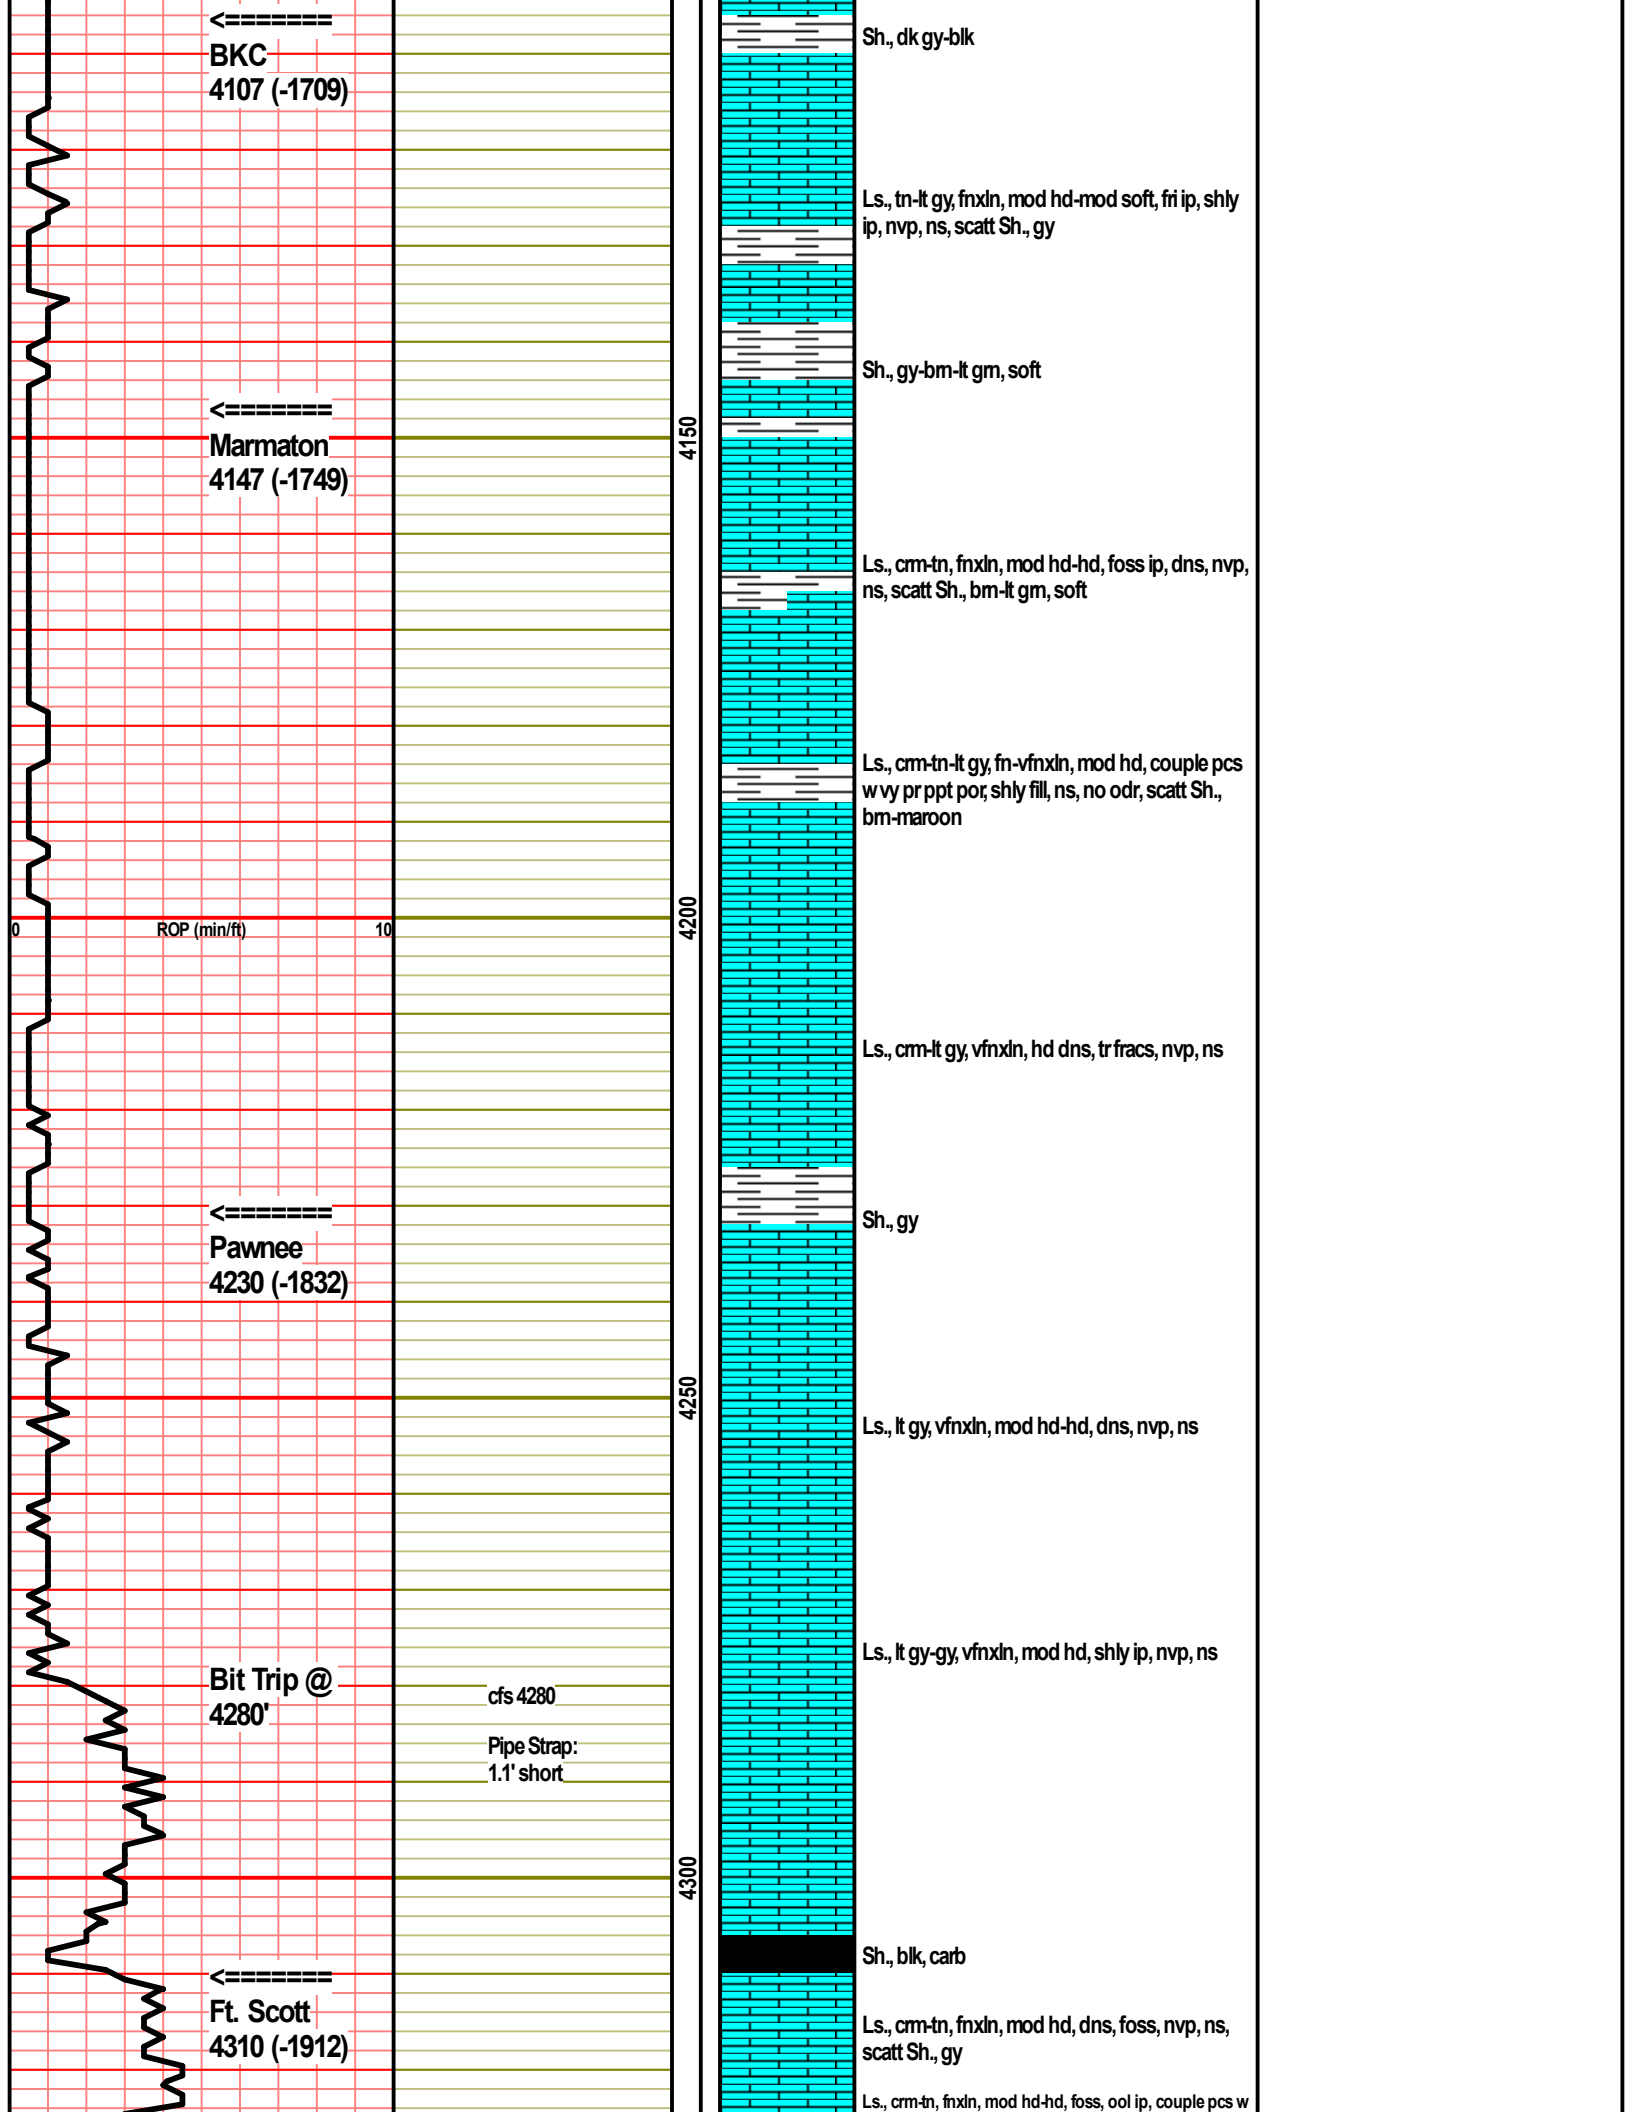 <=======
BKC
4107 (-1709)
Sh., dk gy-blk
Ls., tn-lt gy, fnxln, mod hd-mod soft, fri ip, shly
ip, nvp, ns, scatt Sh., gy
Sh., gy-brn-lt grn, soft
<=======
Marmaton
4147 (-1749)
4150
Ls., crm-tn, fnxln, mod hd-hd, foss ip, dns, nvp,
ns, scatt Sh., brn-lt grn, soft
Ls., crm-tn-lt gy, fn-vfnxln, mod hd, couple pcs
w vy pr ppt por, shly fill, ns, no odr, scatt Sh.,
brn-maroon
4200
0 ROP (min/ft) 10
Ls., crm-lt gy, vfnxln, hd dns, tr fracs, nvp, ns
<=======
Pawnee
4230 (-1832)
Sh., gy
4250
Ls., lt gy, vfnxln, mod hd-hd, dns, nvp, ns
Ls., lt gy-gy, vfnxln, mod hd, shly ip, nvp, ns
Bit Trip @
4280'
cfs 4280
Pipe Strap:
1.1' short
4300
Sh., blk, carb
<=======
Ft. Scott
4310 (-1912)
Ls., crm-tn, fnxln, mod hd, dns, foss, nvp, ns,
scatt Sh., gy
Ls., crm-tn, fnxln, mod hd-hd, foss, ool ip, couple pcs w